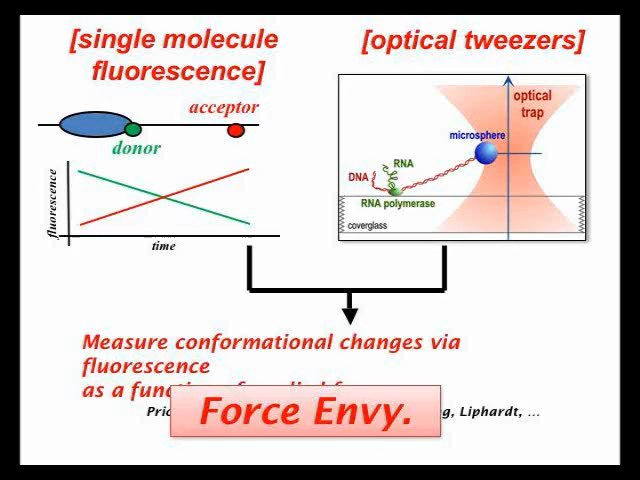 [single molecule
fluorescence]
[optical tweezers]
acceptor
donor
fluorescence
time
optical
trap
microsphere
RNA
DNA
RNA polymerase
coverglass
Measure conformational changes via
fluorescence
as a
Force Envy.
Liphardt, ...